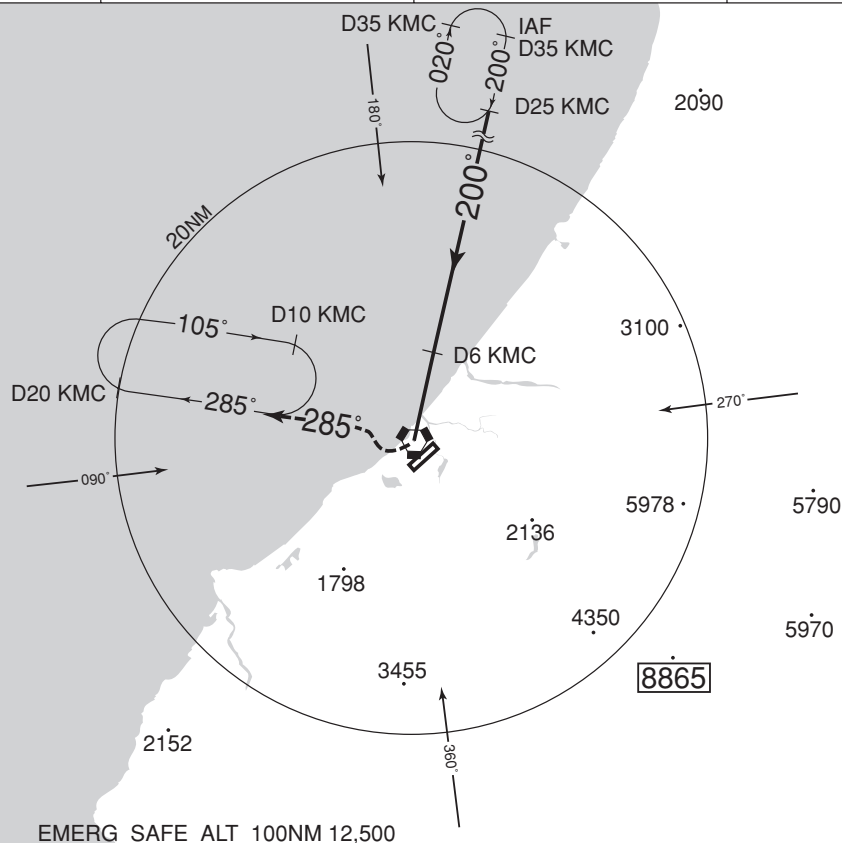 D35 KMC
IAF
D35 KMC
020°
200°
D25 KMC
2090
180°
200°
20NM
105°
D10 KMC
3100
D6 KMC
D20 KMC
285°
285°
270°
090°
5978
5790
2136
1798
4350
5970
3455
8865
2152
360°
EMERG SAFE ALT 100NM 12,500